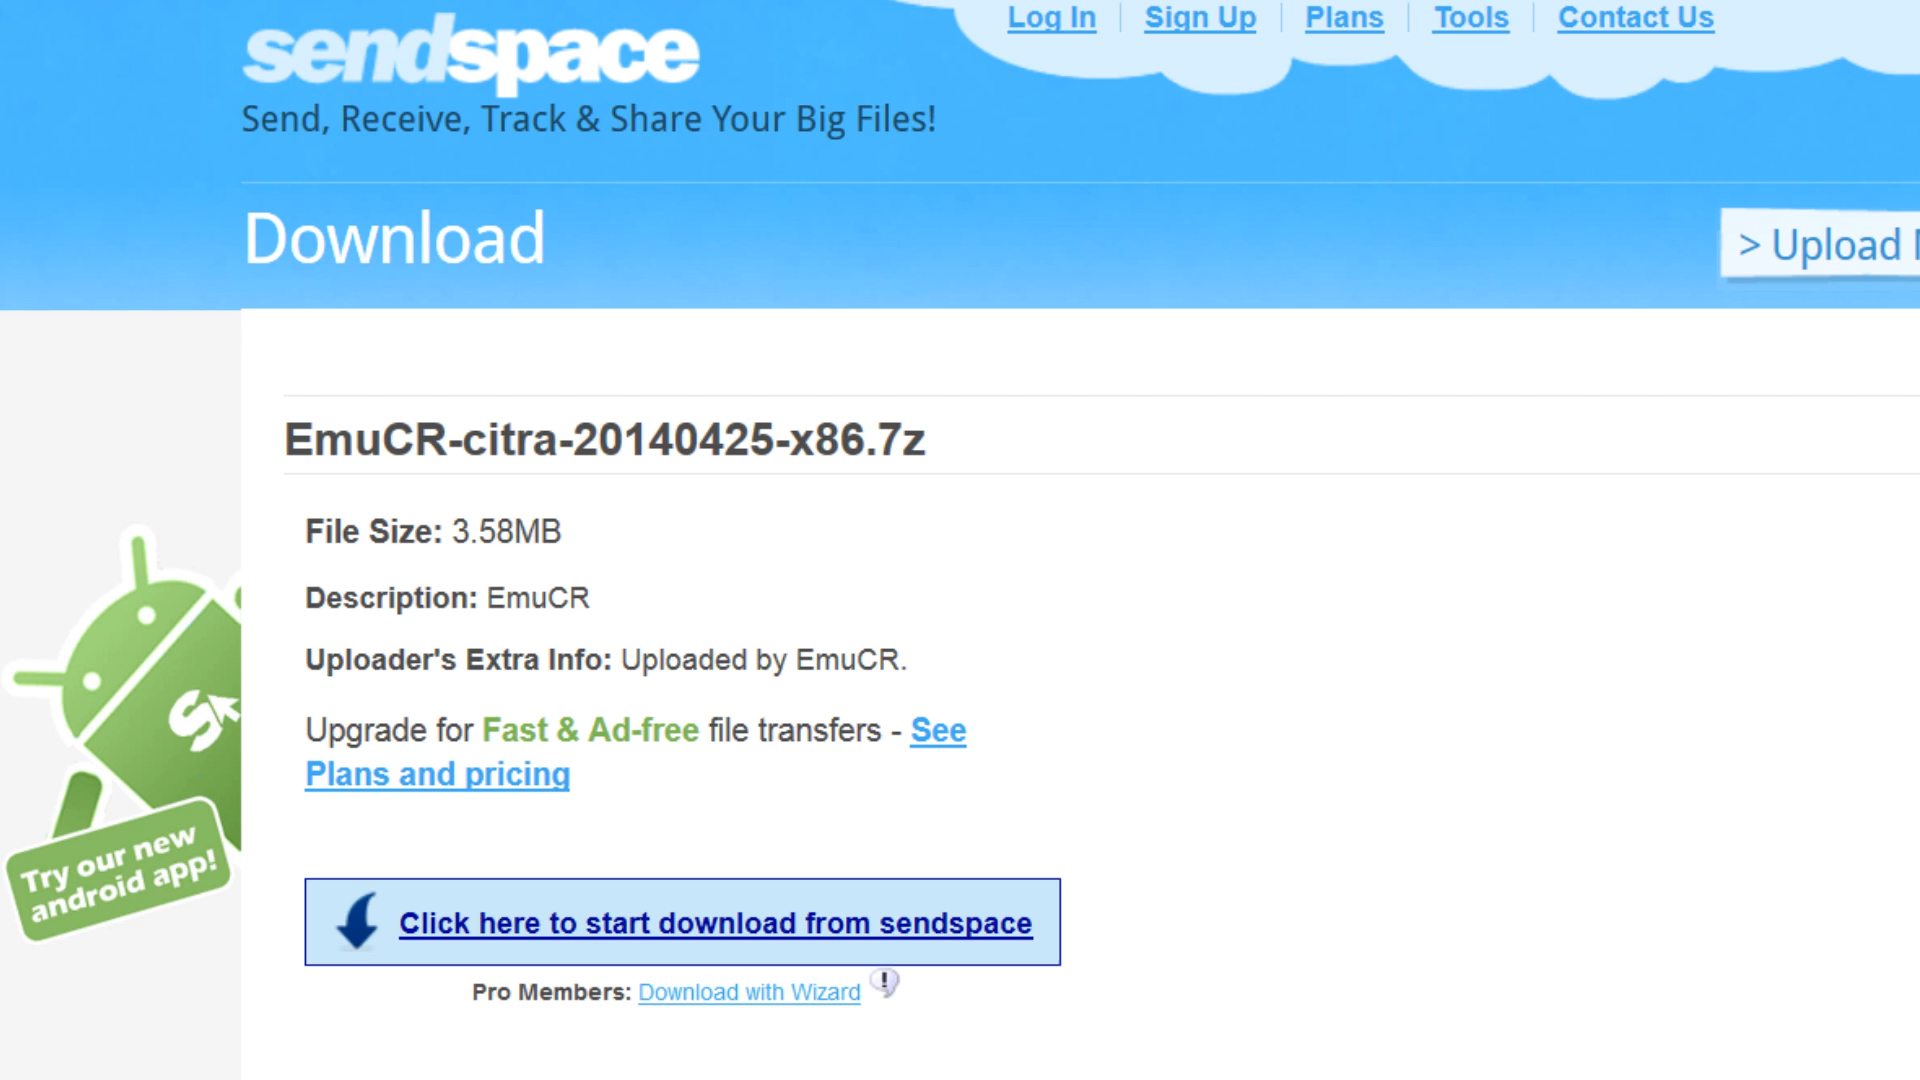 Log In
Sign Up
Plans
Tools
Contact Us
sendspace
Send, Receive, Track & Share Your Big Files!
Download
> Upload
EmuCR-citra-20140425-x86.7z
File Size: 3.58MB
Description: EmuCR
Uploader's Extra Info: Uploaded by EmuCR.
Upgrade for Fast & Ad-free file transfers - See
Plans and pricing
Try our new
android app!
Click here to start download from sendspace
Pro Members: Download with Wizard